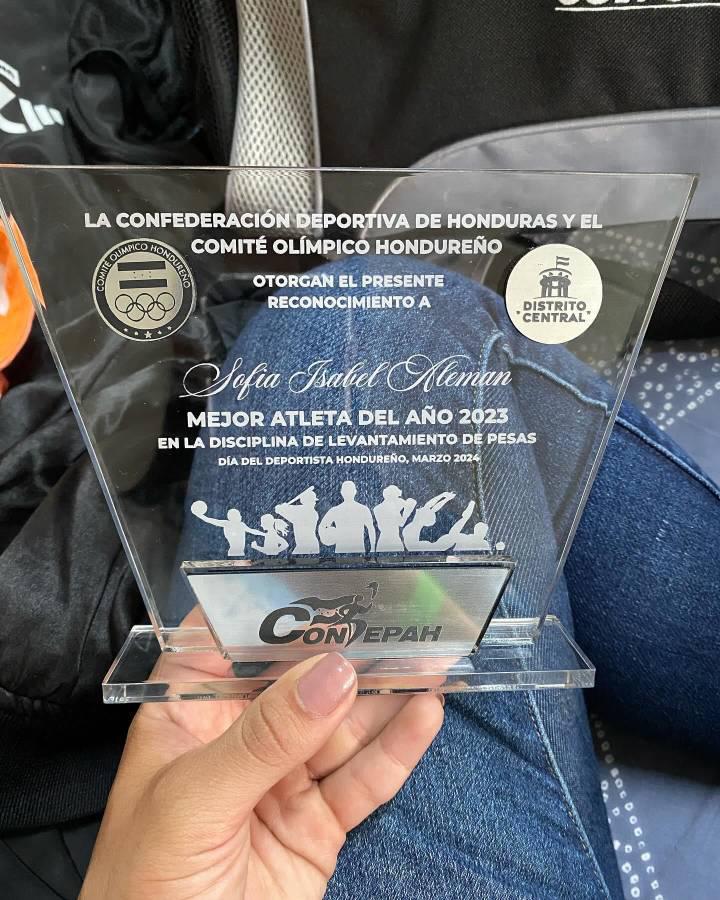 LA CONFEDERACIÓN DEPORTIVA DE HONDURAS Y EL
COMITÉ OLÍMPICO HONDUREÑO
COMITÉ OLÍMPICO HONDUREÑO
OTORGAN EL PRESENTE
RECONOCIMIENTO A
DISTRITO
CENTRAL
Sofia Isabel Aleman
MEJOR ATLETA DEL AÑO 2023
EN LA DISCIPLINA DE LEVANTAMIENTO DE PESAS
DÍA DEL DEPORTISTA HONDUREÑO, MARZO 2024
CONDEPAH